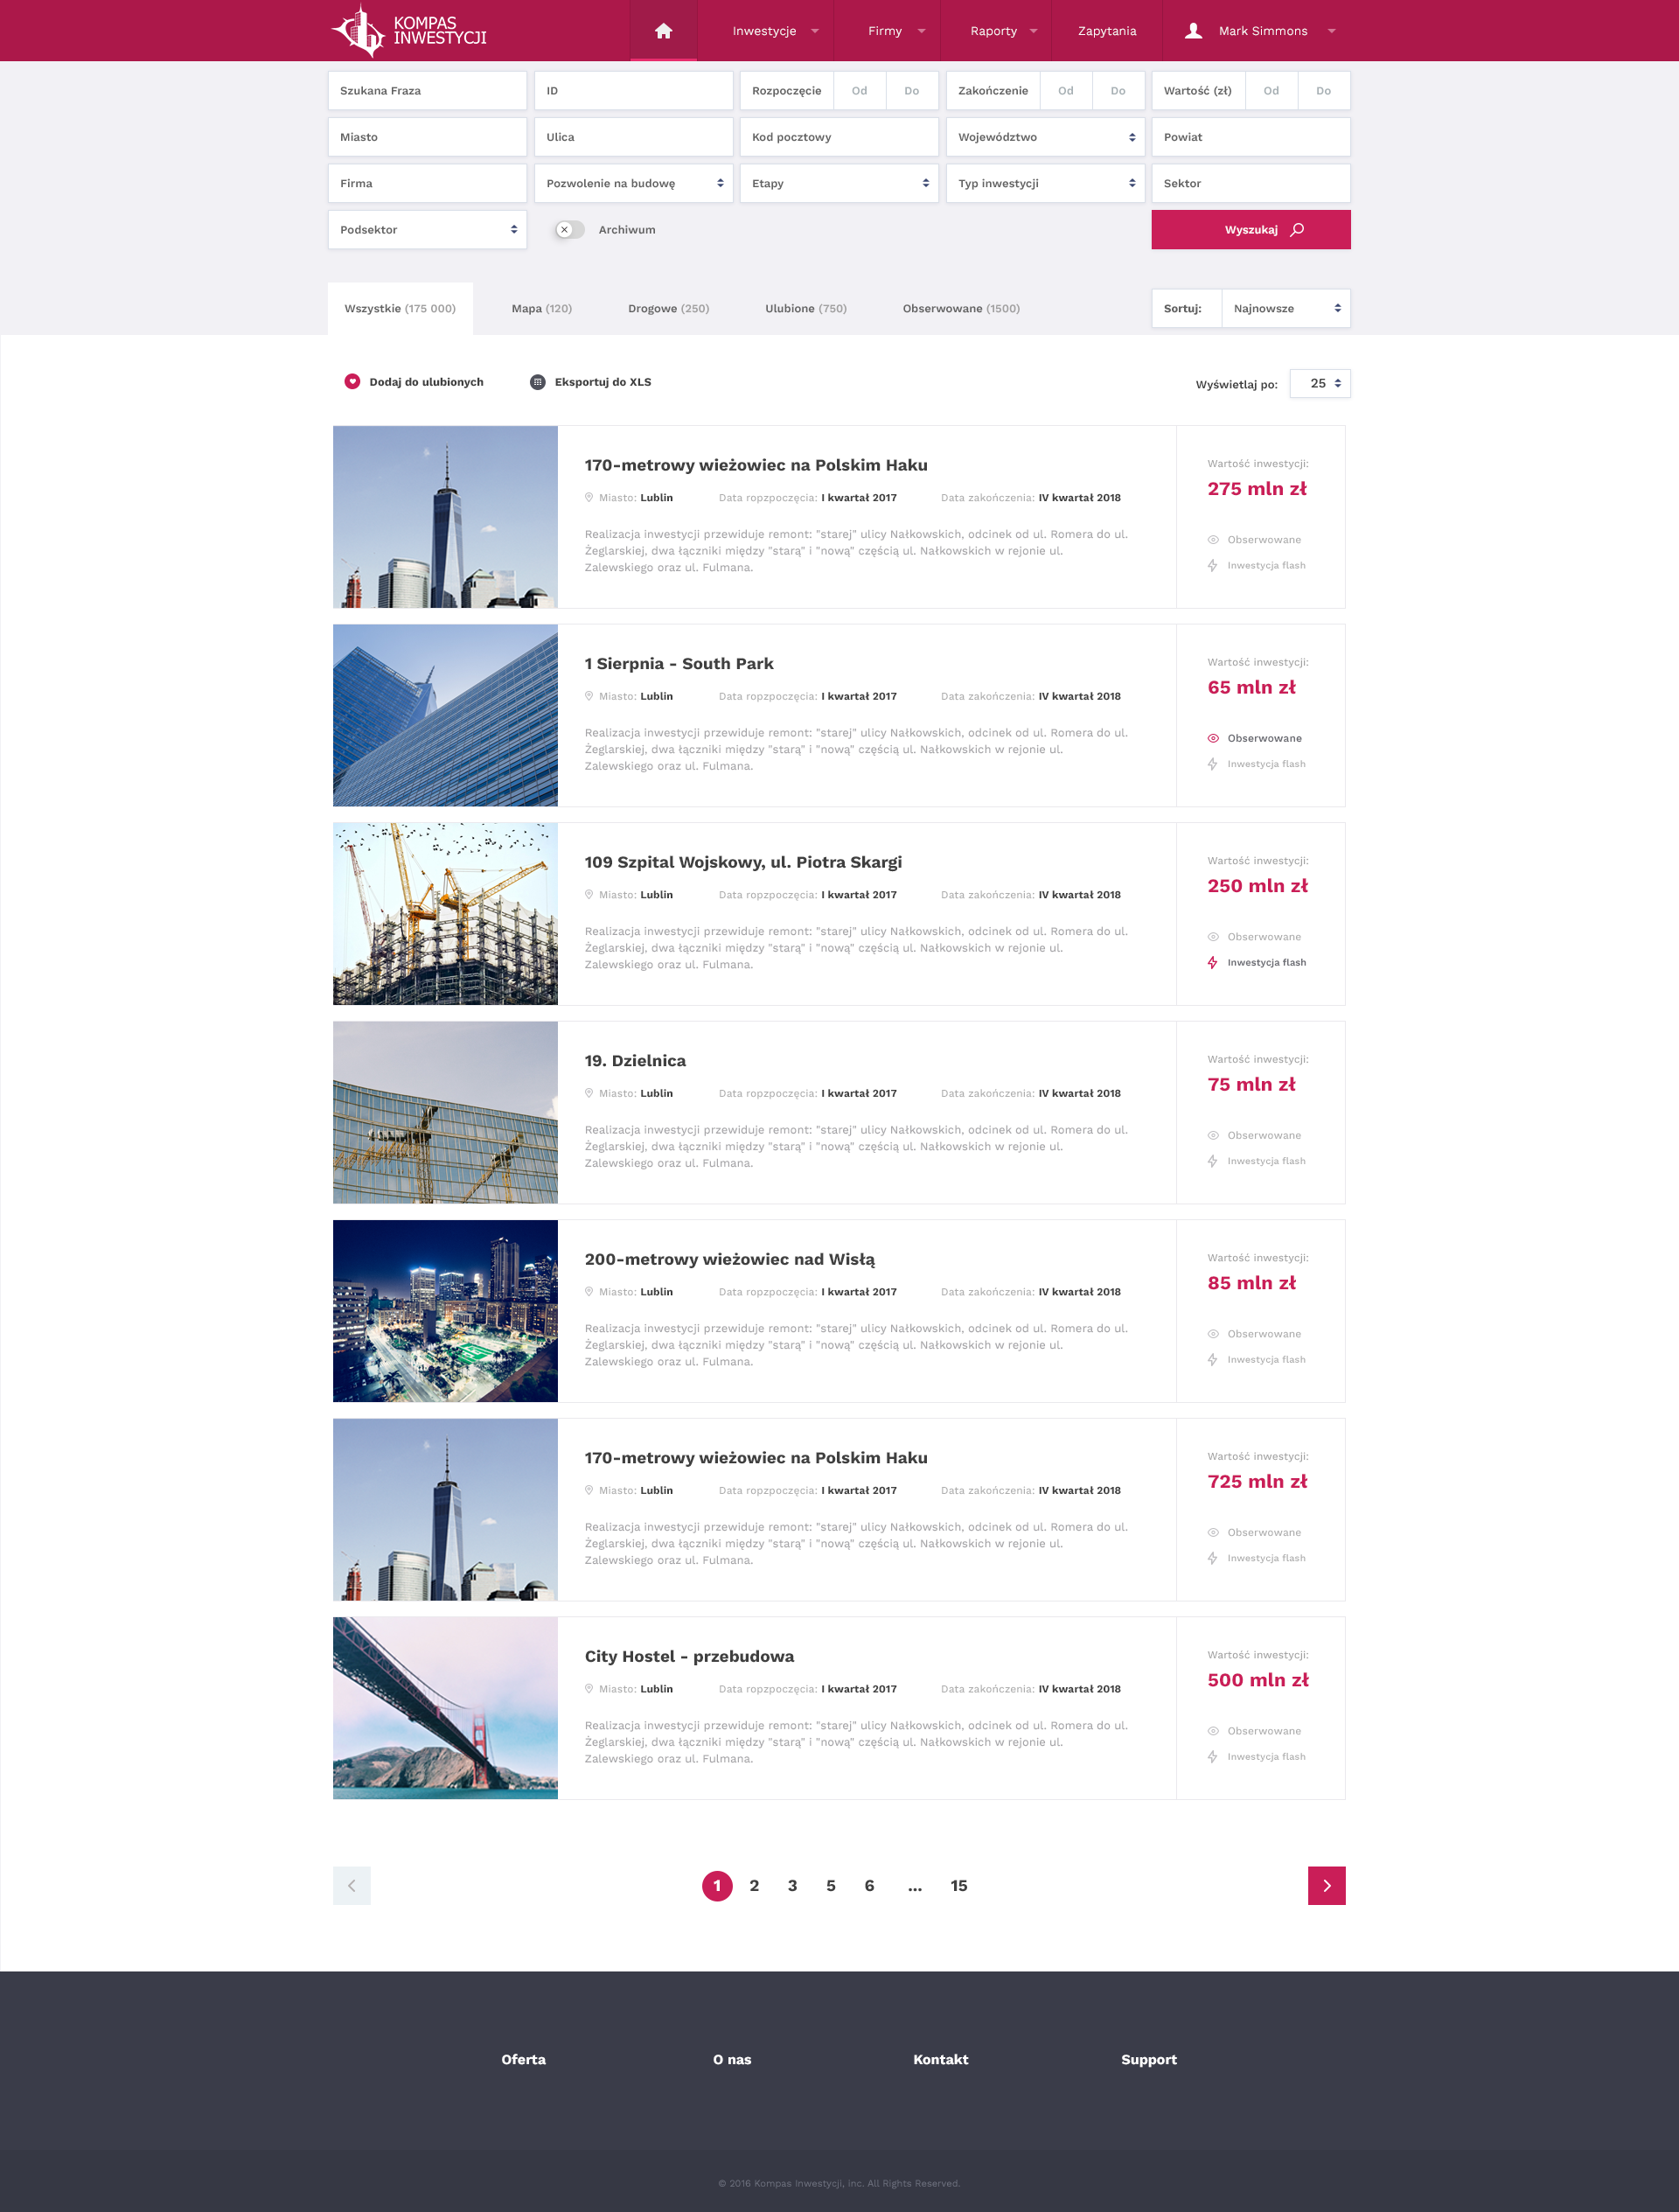 KOMPAS
INWESTYCJI
Inwestycje
Firmy
Raporty
Zapytania
Mark Simmons
Szukana Fraza
ID
Rozpoczęcie Od Do
Zakończenie Od Do
Wartość (zł) Od Do
Miasto
Ulica
Kod pocztowy
Województwo
Powiat
Firma
Pozwolenie na budowę
Etapy
Typ inwestycji
Sektor
Podsektor
Archiwum
Wyszukaj
Wszystkie (175 000)
Mapa (120)
Drogowe (250)
Ulubione (750)
Obserwowane (1500)
Sortuj: Najnowsze
Dodaj do ulubionych
Eksportuj do XLS
Wyświetlaj po: 25
170-metrowy wieżowiec na Polskim Haku
Miasto: Lublin
Data ropzpoczęcia: I kwartał 2017
Data zakończenia: IV kwartał 2018
Realizacja inwestycji przewiduje remont: "starej" ulicy Nałkowskich, odcinek od ul. Romera do ul.
Żeglarskiej, dwa łączniki między "starą" i "nową" częścią ul. Nałkowskich w rejonie ul.
Zalewskiego oraz ul. Fulmana.
Wartość inwestycji:
275 mln zł
Obserwowane
Inwestycja flash
1 Sierpnia - South Park
Miasto: Lublin
Data ropzpoczęcia: I kwartał 2017
Data zakończenia: IV kwartał 2018
Realizacja inwestycji przewiduje remont: "starej" ulicy Nałkowskich, odcinek od ul. Romera do ul.
Żeglarskiej, dwa łączniki między "starą" i "nową" częścią ul. Nałkowskich w rejonie ul.
Zalewskiego oraz ul. Fulmana.
Wartość inwestycji:
65 mln zł
Obserwowane
Inwestycja flash
109 Szpital Wojskowy, ul. Piotra Skargi
Miasto: Lublin
Data ropzpoczęcia: I kwartał 2017
Data zakończenia: IV kwartał 2018
Realizacja inwestycji przewiduje remont: "starej" ulicy Nałkowskich, odcinek od ul. Romera do ul.
Żeglarskiej, dwa łączniki między "starą" i "nową" częścią ul. Nałkowskich w rejonie ul.
Zalewskiego oraz ul. Fulmana.
Wartość inwestycji:
250 mln zł
Obserwowane
Inwestycja flash
19. Dzielnica
Miasto: Lublin
Data ropzpoczęcia: I kwartał 2017
Data zakończenia: IV kwartał 2018
Realizacja inwestycji przewiduje remont: "starej" ulicy Nałkowskich, odcinek od ul. Romera do ul.
Żeglarskiej, dwa łączniki między "starą" i "nową" częścią ul. Nałkowskich w rejonie ul.
Zalewskiego oraz ul. Fulmana.
Wartość inwestycji:
75 mln zł
Obserwowane
Inwestycja flash
200-metrowy wieżowiec nad Wisłą
Miasto: Lublin
Data ropzpoczęcia: I kwartał 2017
Data zakończenia: IV kwartał 2018
Realizacja inwestycji przewiduje remont: "starej" ulicy Nałkowskich, odcinek od ul. Romera do ul.
Żeglarskiej, dwa łączniki między "starą" i "nową" częścią ul. Nałkowskich w rejonie ul.
Zalewskiego oraz ul. Fulmana.
Wartość inwestycji:
85 mln zł
Obserwowane
Inwestycja flash
170-metrowy wieżowiec na Polskim Haku
Miasto: Lublin
Data ropzpoczęcia: I kwartał 2017
Data zakończenia: IV kwartał 2018
Realizacja inwestycji przewiduje remont: "starej" ulicy Nałkowskich, odcinek od ul. Romera do ul.
Żeglarskiej, dwa łączniki między "starą" i "nową" częścią ul. Nałkowskich w rejonie ul.
Zalewskiego oraz ul. Fulmana.
Wartość inwestycji:
725 mln zł
Obserwowane
Inwestycja flash
City Hostel - przebudowa
Miasto: Lublin
Data ropzpoczęcia: I kwartał 2017
Data zakończenia: IV kwartał 2018
Realizacja inwestycji przewiduje remont: "starej" ulicy Nałkowskich, odcinek od ul. Romera do ul.
Żeglarskiej, dwa łączniki między "starą" i "nową" częścią ul. Nałkowskich w rejonie ul.
Zalewskiego oraz ul. Fulmana.
Wartość inwestycji:
500 mln zł
Obserwowane
Inwestycja flash
1 2 3 5 6 ... 15
Oferta
O nas
Kontakt
Support
© 2016 Kompas Inwestycji, Inc. All Rights Reserved.